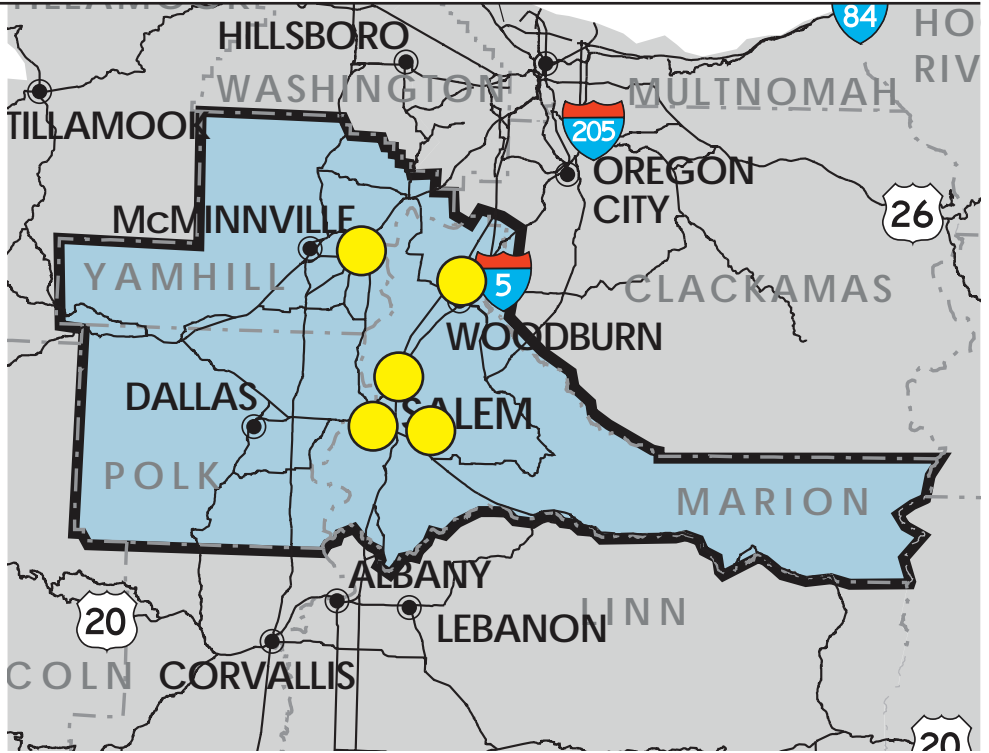 TILLAMOOK
84
HO
HILLSBORO
RIV
WASHINGTON
MULTNOMAH
TILLAMOOK
205
OREGON
CITY
26
McMINNVILLE
YAMHILL
5
CLACKAMAS
WOODBURN
DALLAS
SALEM
POLK
MARION
ALBANY
20
LEBANON
LINN
COLN
CORVALLIS
20